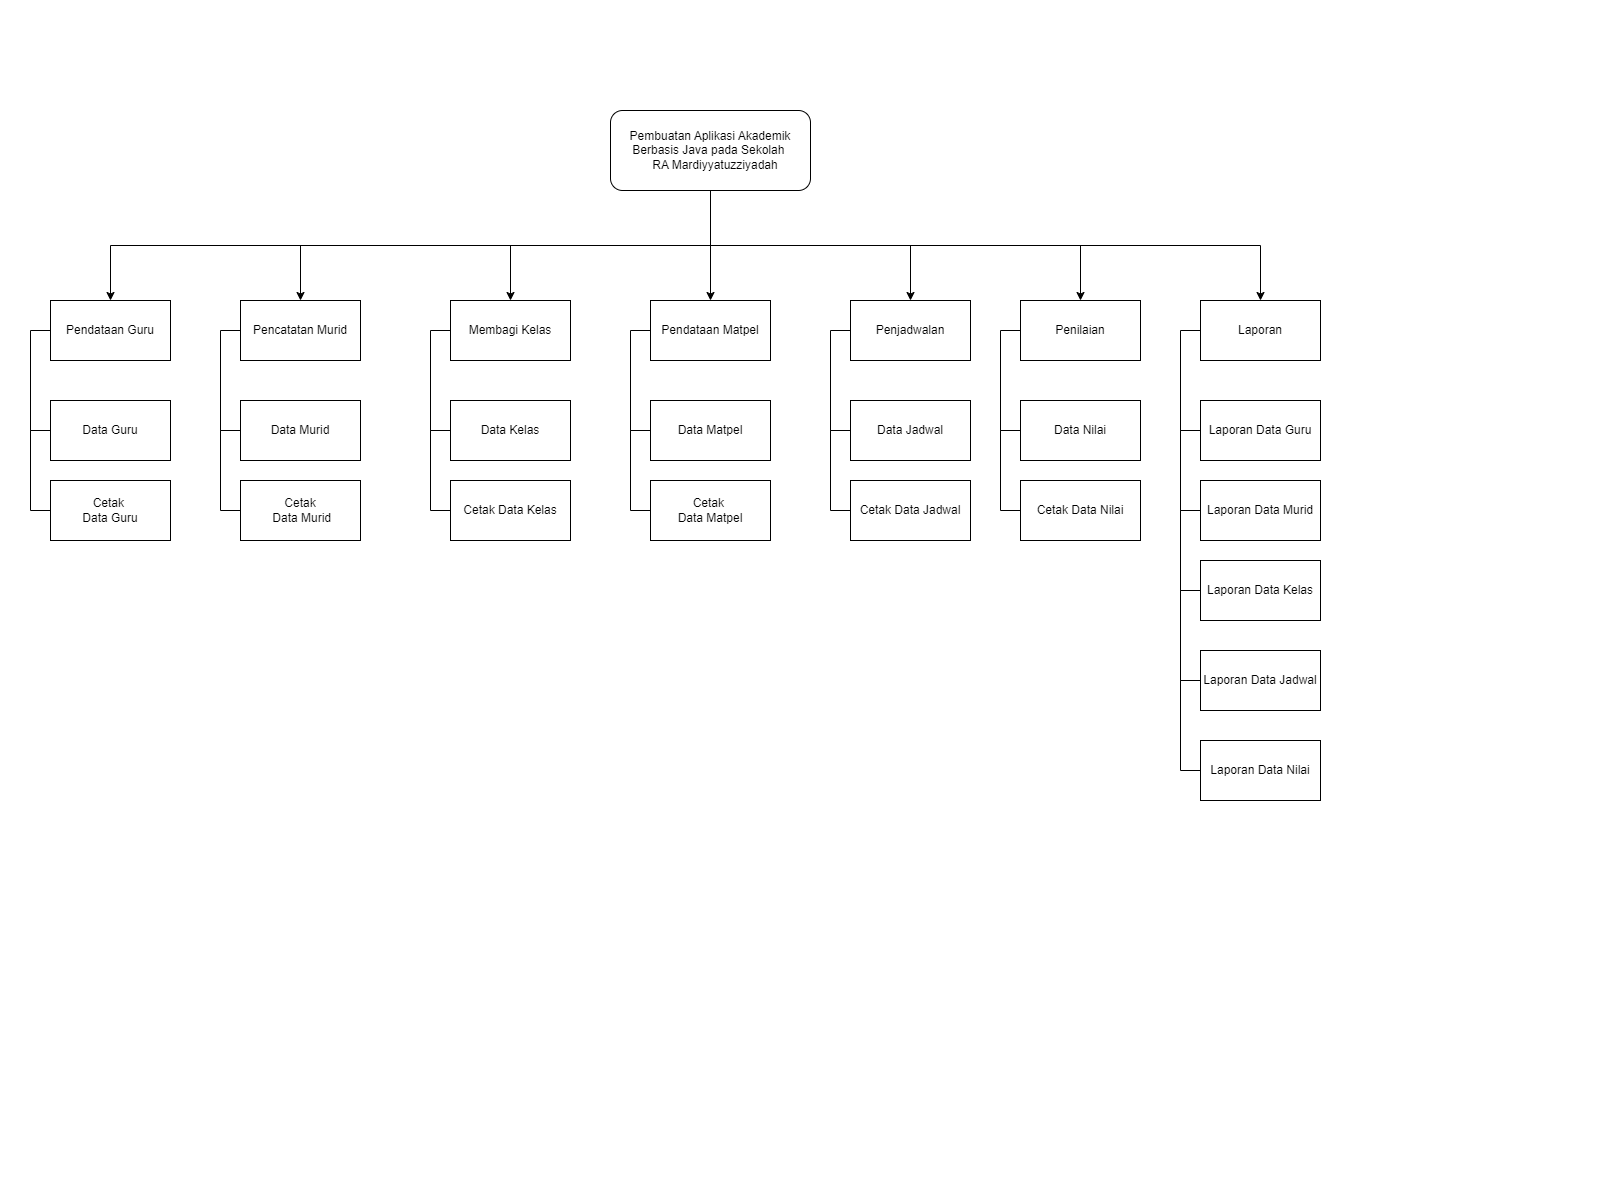 Pembuatan Aplikasi Akademik
Berbasis Java pada Sekolah
RA Mardiyyatuzziyadah
Pendataan Guru
Pencatatan Murid
Membagi Kelas
Pendataan Matpel
Penjadwalan
Penilaian
Laporan
Data Guru
Data Murid
Data Kelas
Data Matpel
Data Jadwal
Data Nilai
Laporan Data Guru
Cetak
Data Guru
Cetak
Data Murid
Cetak Data Kelas
Cetak
Data Matpel
Cetak Data Jadwal
Cetak Data Nilai
Laporan Data Murid
Laporan Data Kelas
Laporan Data Jadwal
Laporan Data Nilai